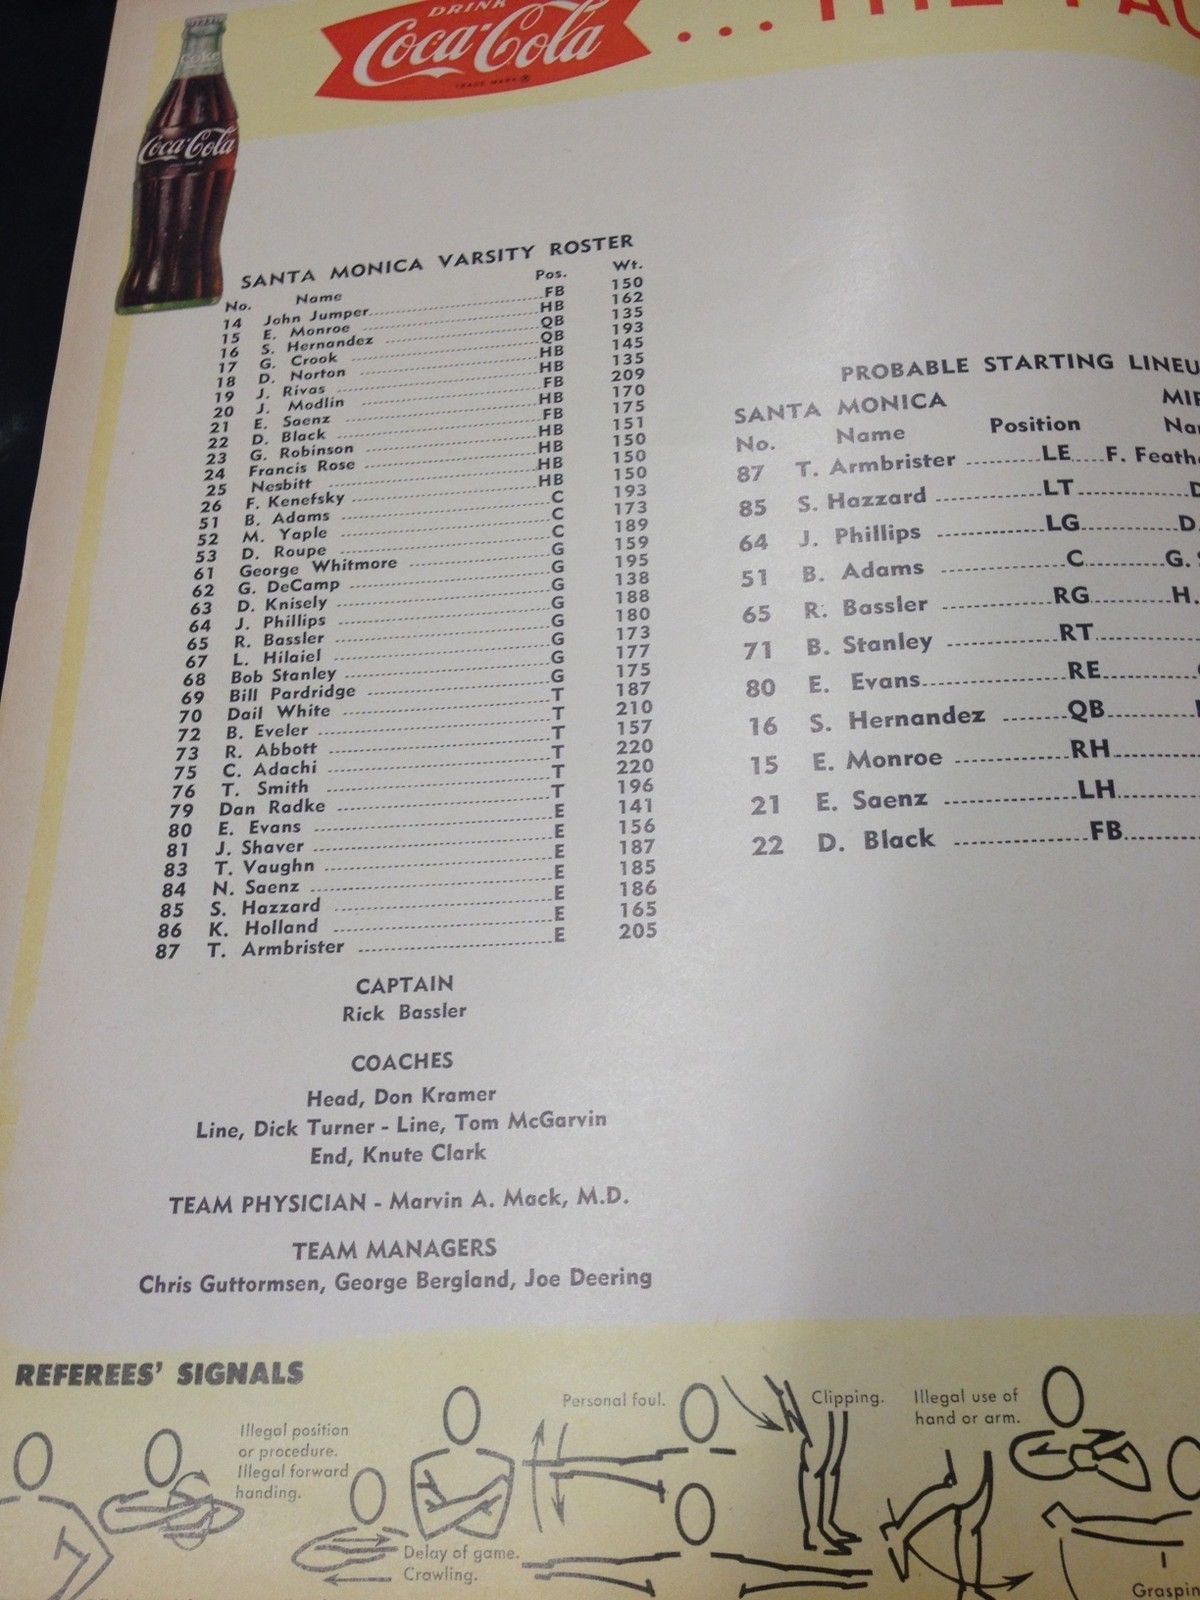 DRINK
Coca-Cola
TRADE MARK ®
...
Coke
Coca-Cola
SANTA MONICA VARSITY ROSTER
No. Name Pos. Wt.
14 John Jumper FB 150
15 E. Monroe HB 162
16 S. Hernandez QB 135
17 G. Crook QB 193
18 D. Norton HB 145
19 J. Rivas HB 135
20 J. Modlin FB 209
21 E. Saenz HB 170
22 D. Black FB 175
23 G. Robinson HB 151
24 Francis Rose HB 150
25 Nesbitt HB 150
26 F. Kenefsky HB 150
51 B. Adams C 193
52 M. Yaple C 173
53 D. Roupe C 189
61 George Whitmore G 159
62 G. DeCamp G 195
63 D. Knisely G 138
64 J. Phillips G 188
65 R. Bassler G 180
67 L. Hilaiel G 173
68 Bob Stanley G 177
69 Bill Pardridge G 175
70 Dail White T 187
72 B. Eveler T 210
73 R. Abbott T 157
75 C. Adachi T 220
76 T. Smith T 220
79 Dan Radke T 196
80 E. Evans E 141
81 J. Shaver E 156
83 T. Vaughn E 187
84 N. Saenz E 185
85 S. Hazzard E 186
86 K. Holland E 165
87 T. Armbrister E 205
CAPTAIN
Rick Bassler
COACHES
Head, Don Kramer
Line, Dick Turner - Line, Tom McGarvin
End, Knute Clark
TEAM PHYSICIAN - Marvin A. Mack, M.D.
TEAM MANAGERS
Chris Guttormsen, George Bergland, Joe Deering
PROBABLE STARTING
SANTA MONICA
No. Name Position
87 T. Armbrister LE F.
85 S. Hazzard LT
64 J. Phillips LG D.
51 B. Adams C G.
65 R. Bassler RG H.
71 B. Stanley RT
80 E. Evans RE
16 S. Hernandez QB
15 E. Monroe RH
21 E. Saenz LH
22 D. Black FB
REFEREES' SIGNALS
Illegal position
or procedure.
Illegal forward
handing.
Delay of game.
Crawling.
Personal foul.
Clipping.
Illegal use of
hand or arm.